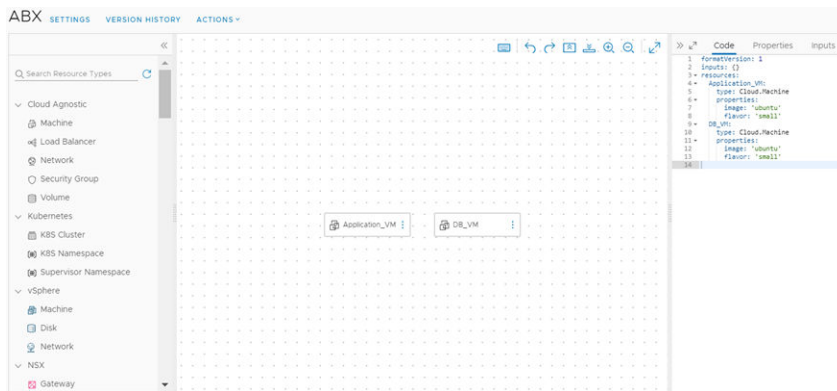 ABX SETTINGS VERSION HISTORY ACTIONS
Search Resource Types
Cloud Agnostic
Machine
Load Balancer
Network
Security Group
Volume
Kubernetes
K8S Cluster
K8S Namespace
Supervisor Namespace
vSphere
Machine
Disk
Network
NSX
Gateway
Application_VM
DB_VM
Code Properties Inputs
1 formatVersion: 1
2 inputs: {}
3 resources:
4 Application_VM:
5 type: Cloud.Machine
6 properties:
7 image: 'ubuntu'
8 flavor: 'small'
9 DB_VM:
10 type: Cloud.Machine
11 properties:
12 image: 'ubuntu'
13 flavor: 'small'
14